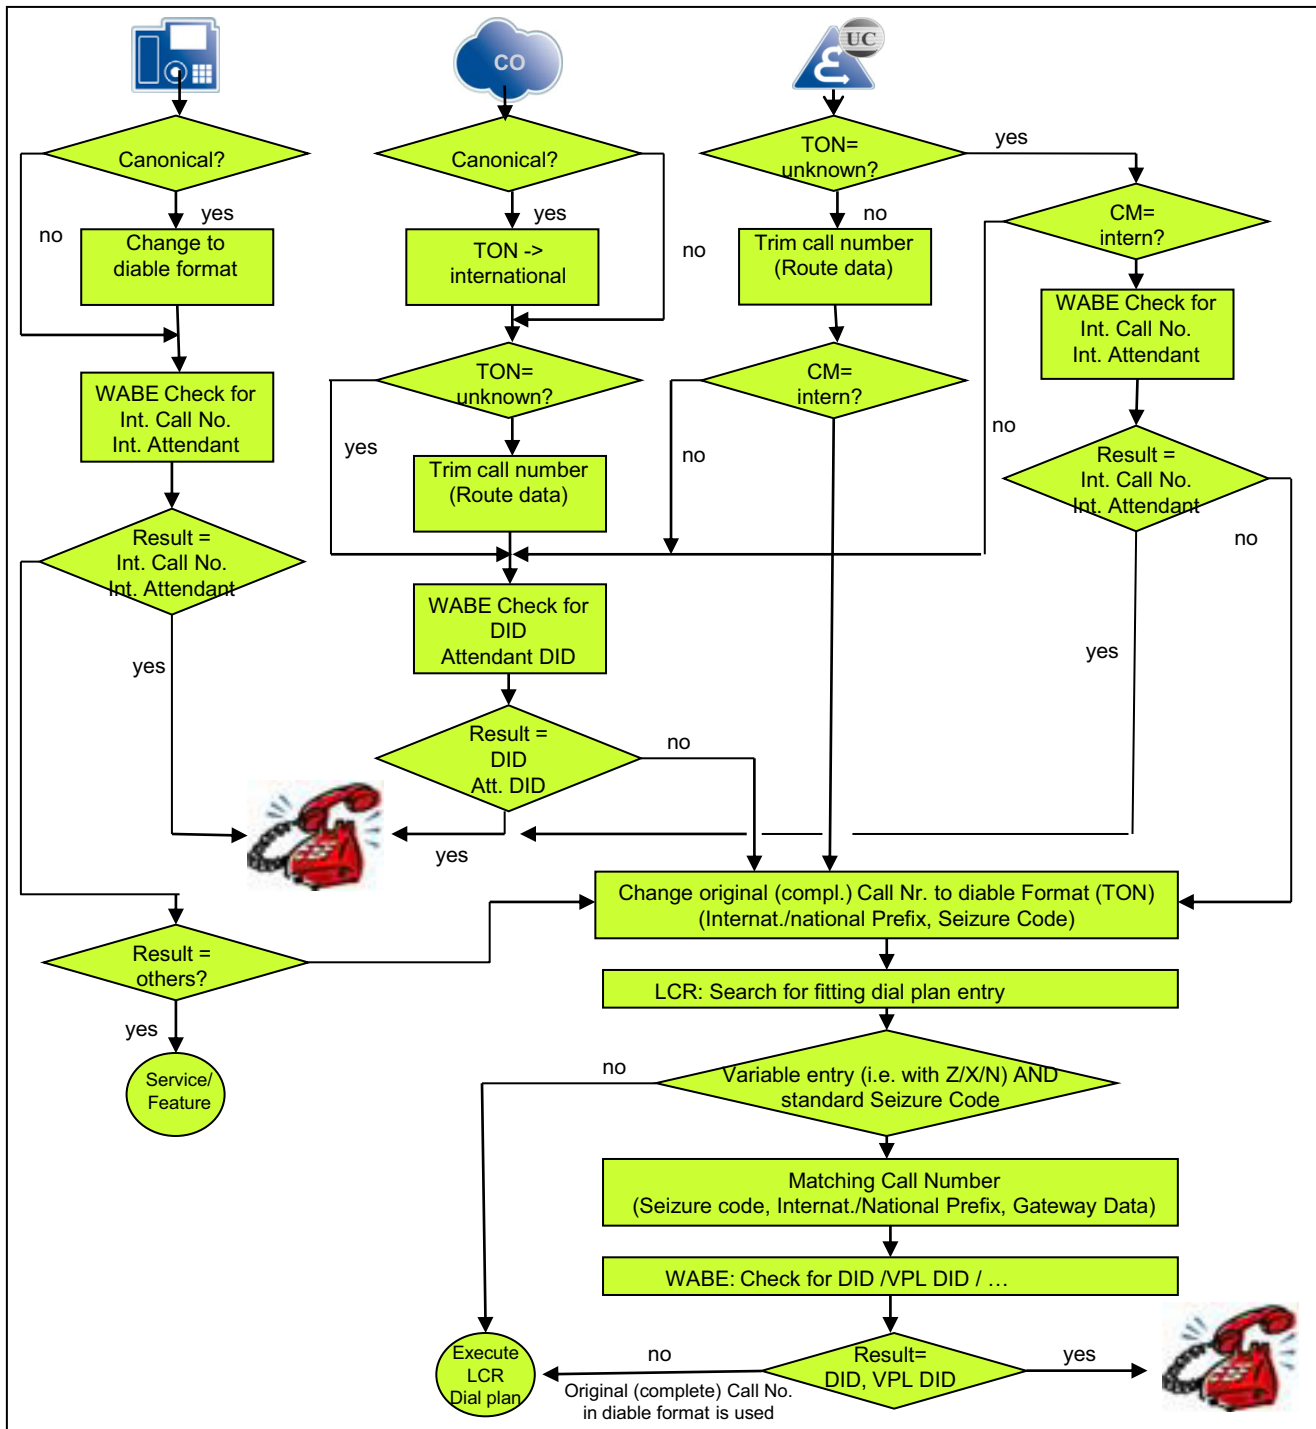 CO
UC
Canonical?
yes
no
Change to
diable format
WABE Check for
Int. Call No.
Int. Attendant
Result =
Int. Call No.
Int. Attendant
yes
Result =
others?
yes
Service/
Feature
Canonical?
yes
no
TON ->
international
TON=
unknown?
yes
Trim call number
(Route data)
WABE Check for
DID
Attendant DID
Result =
DID
Att. DID
no
yes
TON=
unknown?
yes
no
Trim call number
(Route data)
CM=
intern?
no
CM=
intern?
no
WABE Check for
Int. Call No.
Int. Attendant
Result =
Int. Call No.
Int. Attendant
no
yes
Change original (compl.) Call Nr. to diable Format (TON)
(Internat./national Prefix, Seizure Code)
LCR: Search for fitting dial plan entry
Variable entry (i.e. with Z/X/N) AND
standard Seizure Code
no
Matching Call Number
(Seizure code, Internat./National Prefix, Gateway Data)
WABE: Check for DID /VPL DID / …
Result=
DID, VPL DID
yes
no
Original (complete) Call No.
in diable format is used
Execute
LCR
Dial plan